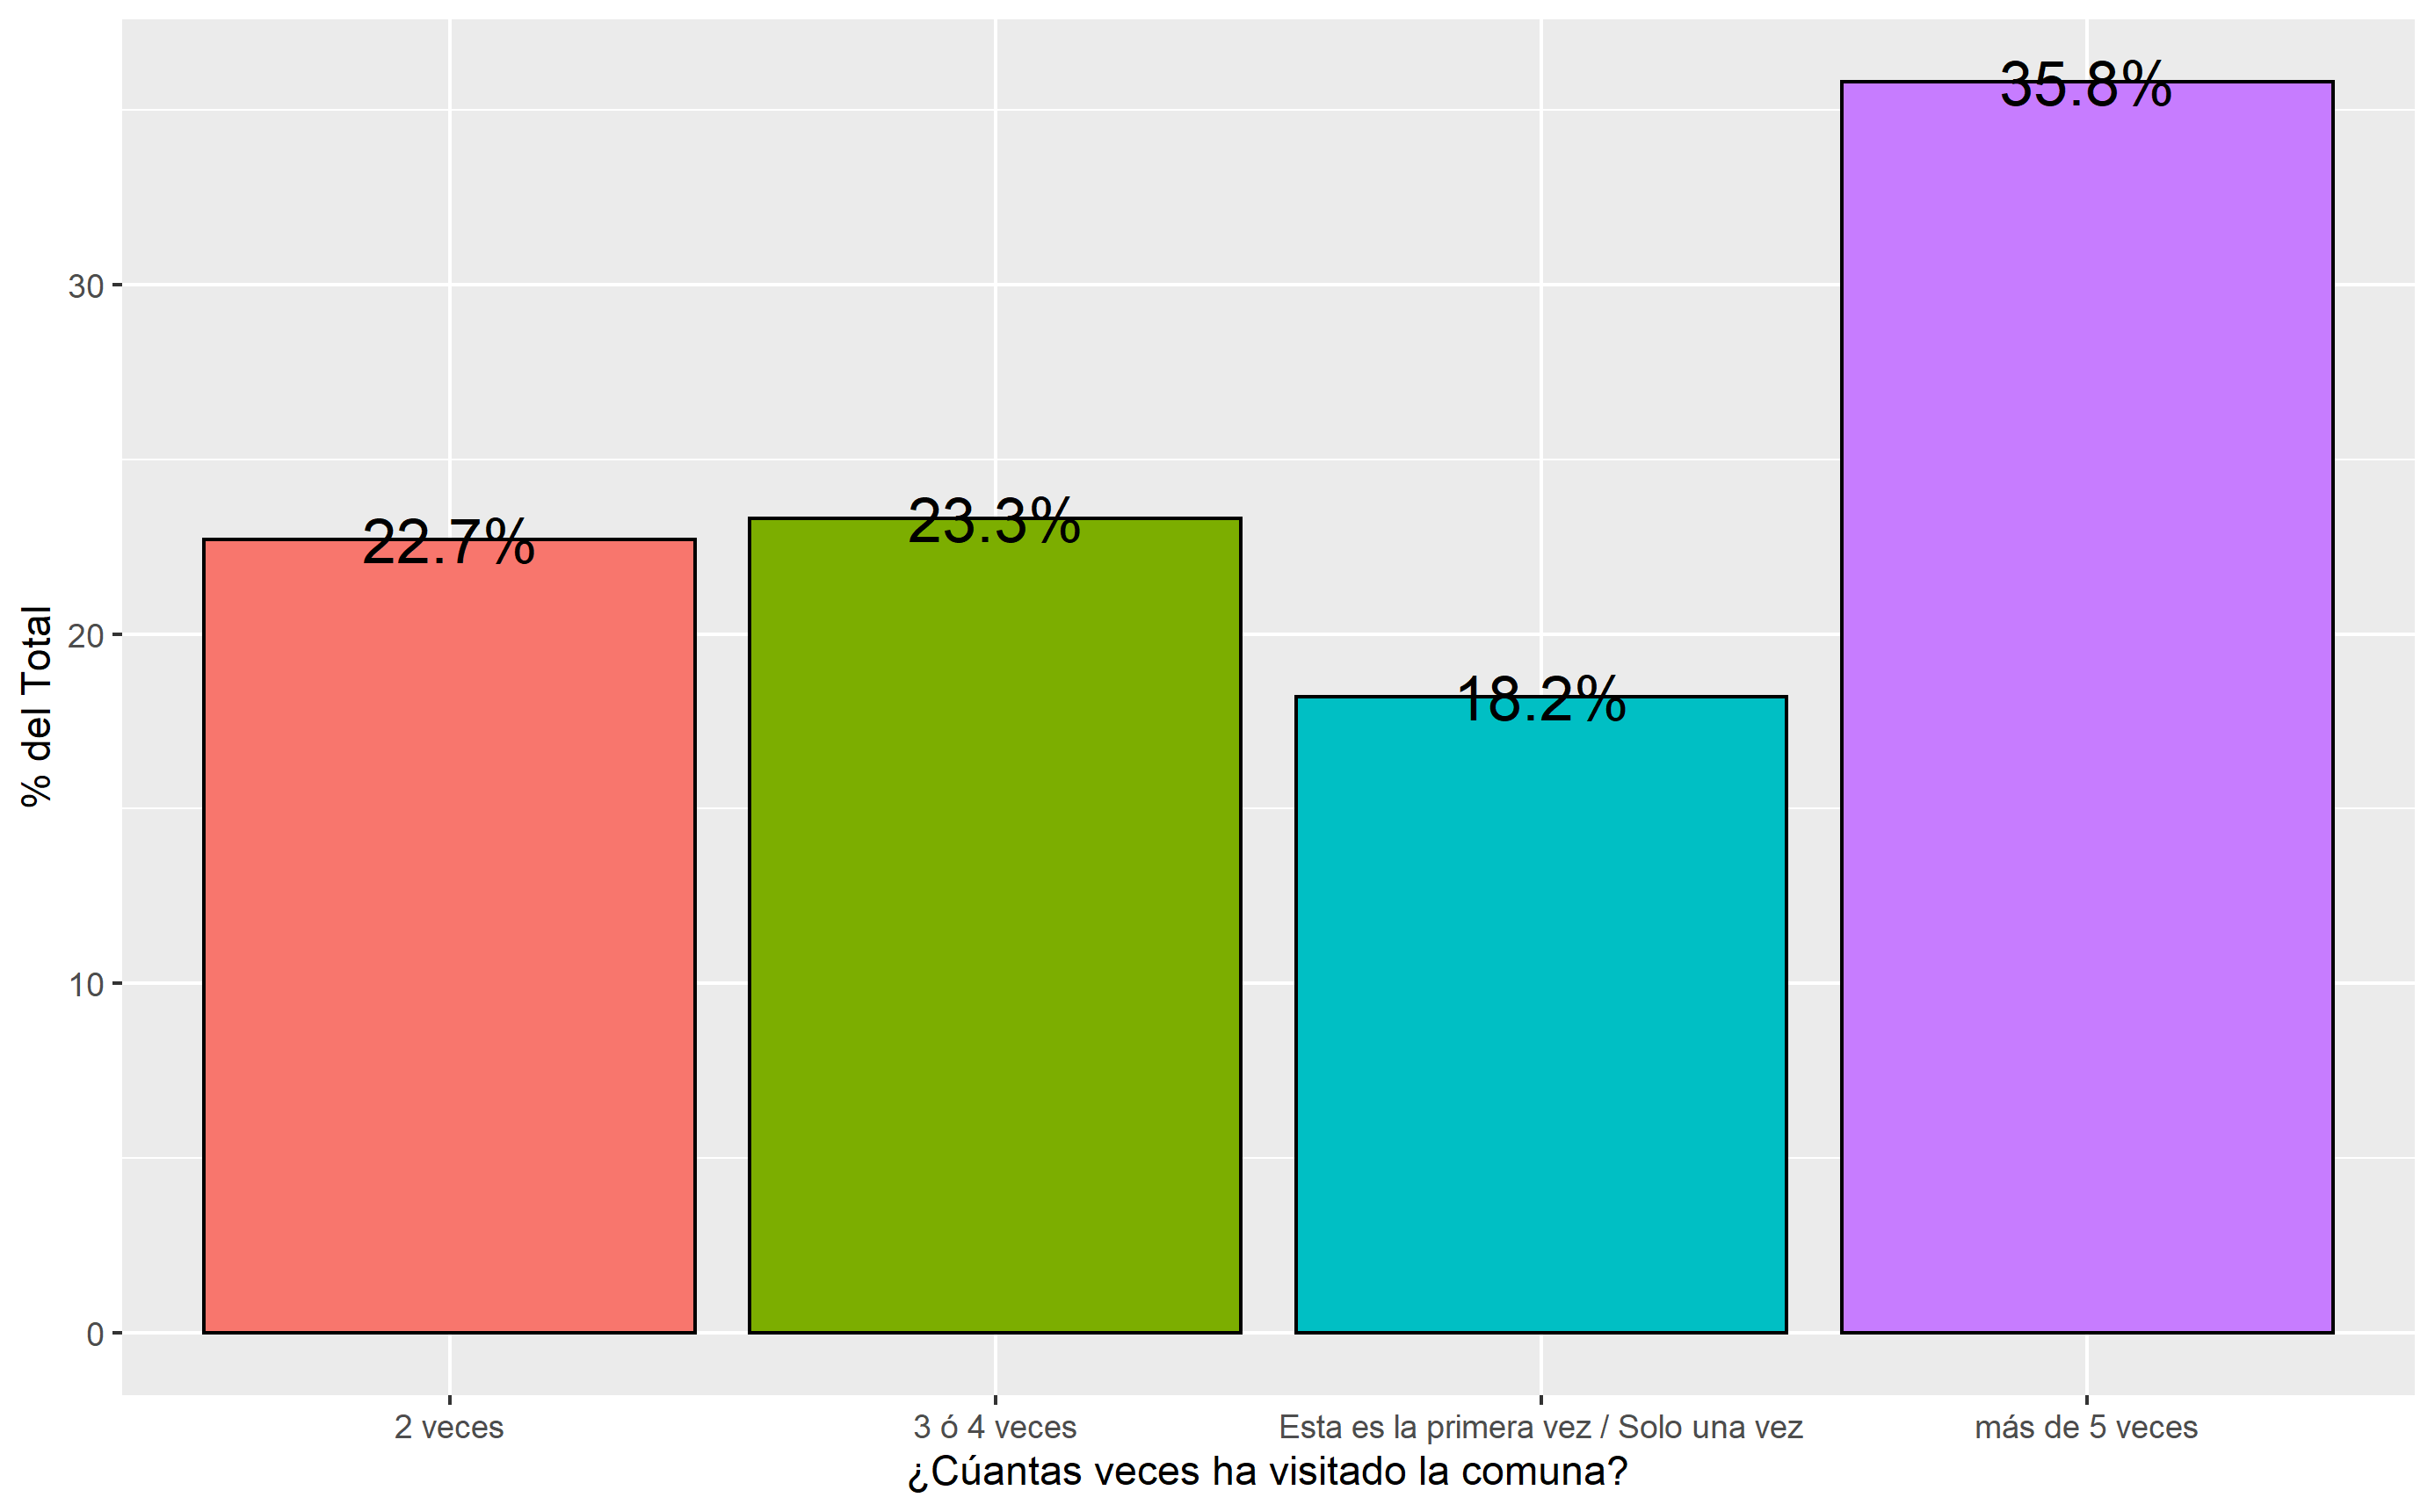 35.8%
23.3%
22.7%
18.2%
30
20
10
0
% del Total
2 veces
3 ó 4 veces
Esta es la primera vez / Solo una vez
más de 5 veces
¿Cúantas veces ha visitado la comuna?